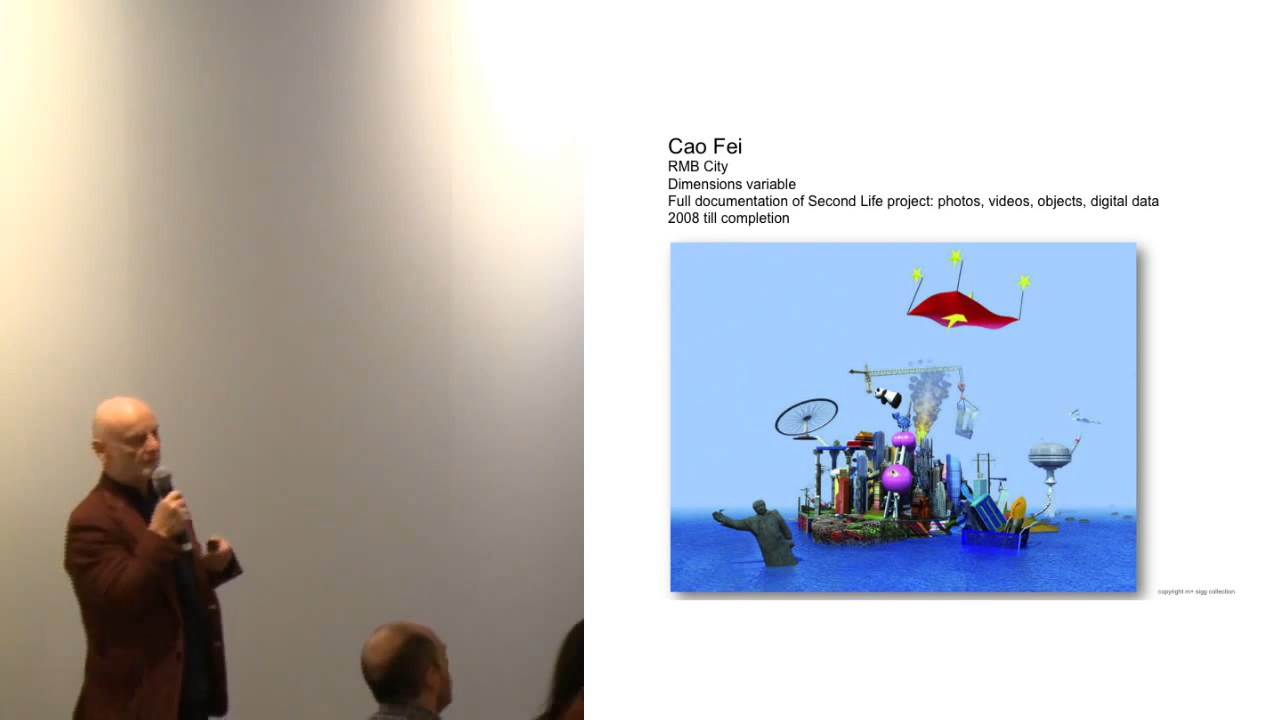 Cao Fei
RMB City
Dimensions variable
Full documentation of Second Life project: photos, videos, objects, digital data
2008 till completion
copyright m+ sigg collection